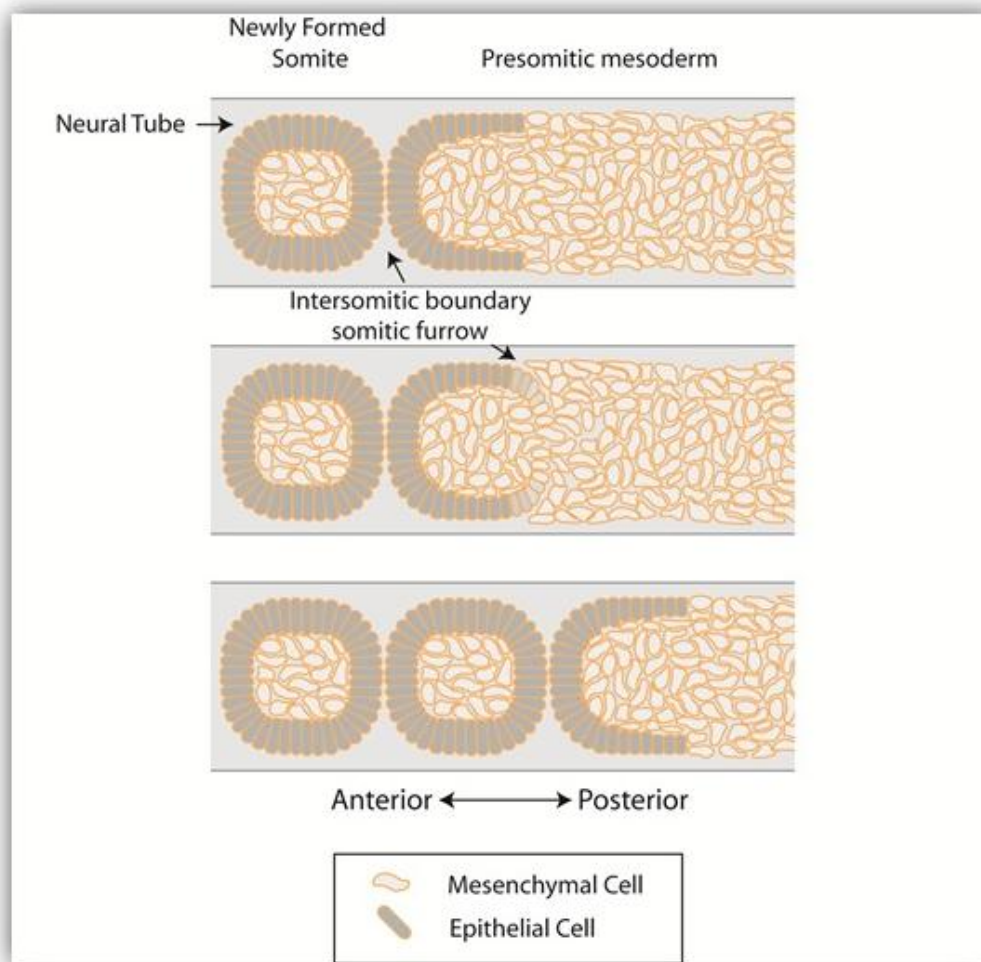 Newly Formed
Somite
Presomitic mesoderm
Neural Tube
Intersomitic boundary
somitic furrow
Anterior
Posterior
Mesenchymal Cell
Epithelial Cell